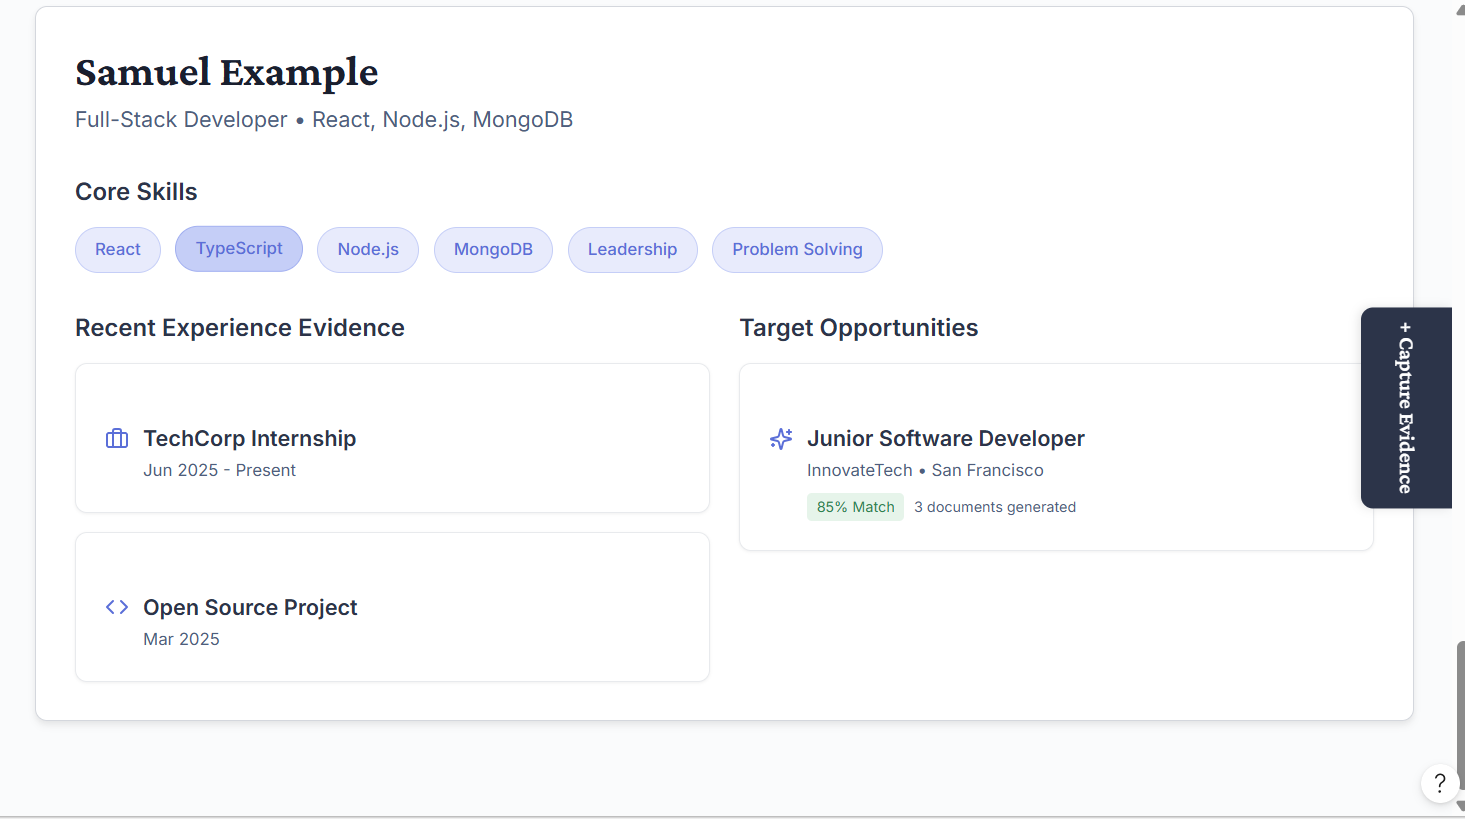 Samuel Example
Full-Stack Developer • React, Node.js, MongoDB
Core Skills
React
TypeScript
Node.js
MongoDB
Leadership
Problem Solving
Recent Experience Evidence
TechCorp Internship
Jun 2025 - Present
Open Source Project
Mar 2025
Target Opportunities
Junior Software Developer
InnovateTech • San Francisco
85% Match
3 documents generated
+ Capture Evidence
?